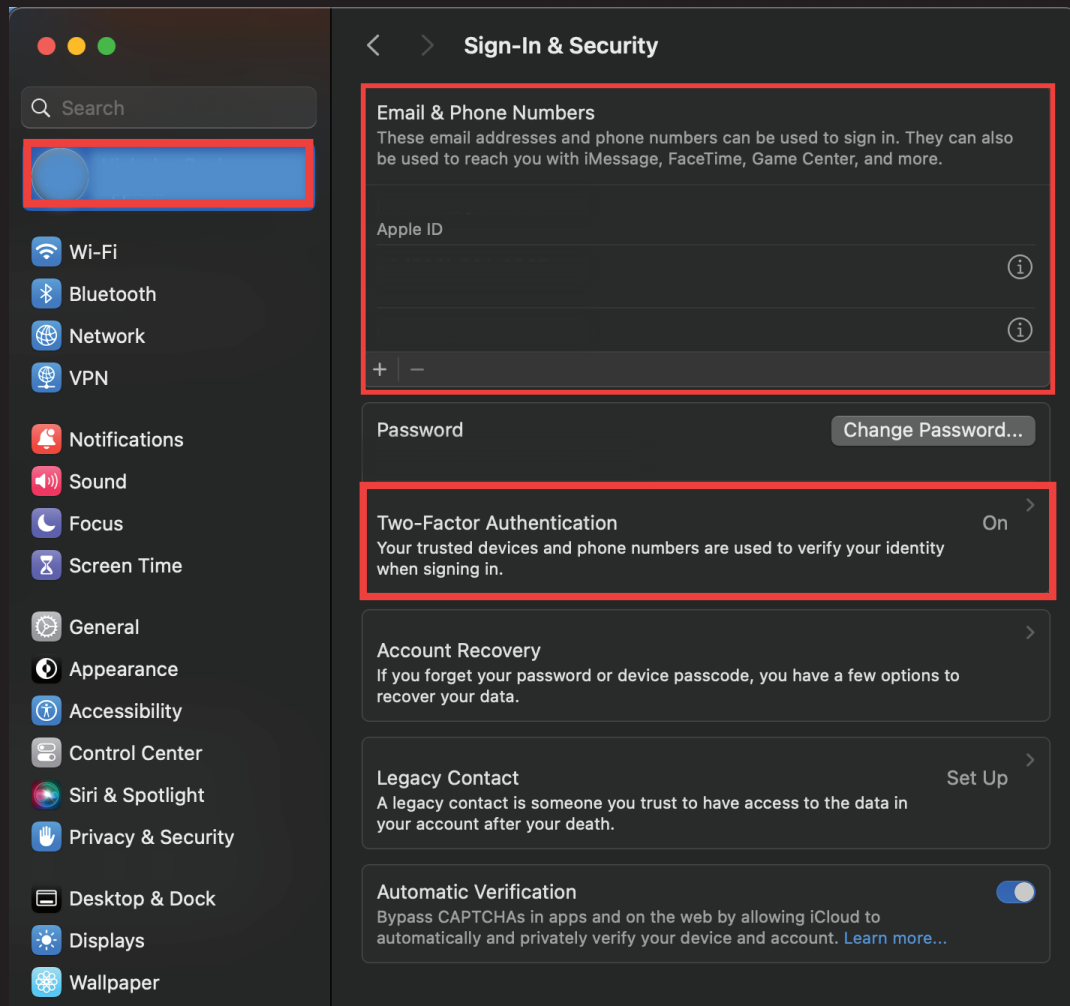 Search
Wi-Fi
Bluetooth
Network
VPN
Notifications
Sound
Focus
Screen Time
General
Appearance
Accessibility
Control Center
Siri & Spotlight
Privacy & Security
Desktop & Dock
Displays
Wallpaper
Sign-In & Security
Email & Phone Numbers
These email addresses and phone numbers can be used to sign in. They can also
be used to reach you with iMessage, FaceTime, Game Center, and more.
Apple ID
Password
Change Password...
Two-Factor Authentication
On
Your trusted devices and phone numbers are used to verify your identity
when signing in.
Account Recovery
If you forget your password or device passcode, you have a few options to
recover your data.
Legacy Contact
Set Up
A legacy contact is someone you trust to have access to the data in
your account after your death.
Automatic Verification
Bypass CAPTCHAs in apps and on the web by allowing iCloud to
automatically and privately verify your device and account. Learn more...